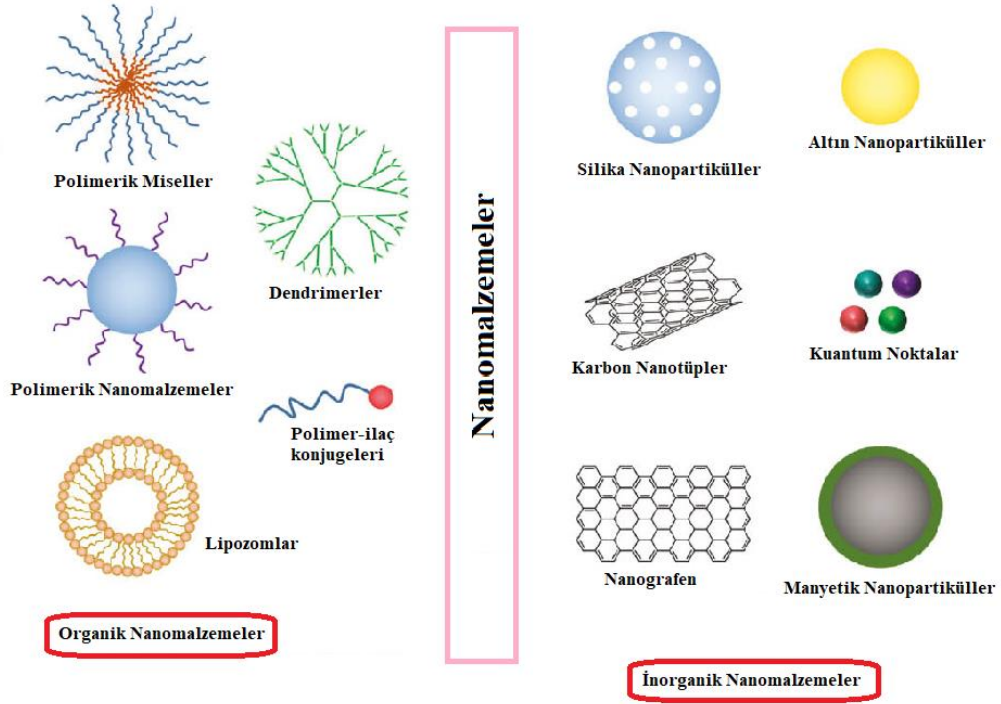 Polimerik Miseller
Dendrimerler
Polimerik Nanomalzemeler
Polimer-ilaç
konjugeleri
Lipozomlar
Organik Nanomalzemeler
Nanomalzemeler
Silika Nanopartiküller
Altın Nanopartiküller
Karbon Nanotüpler
Kuantum Noktalar
Nanografen
Manyetik Nanopartiküller
İnorganik Nanomalzemeler